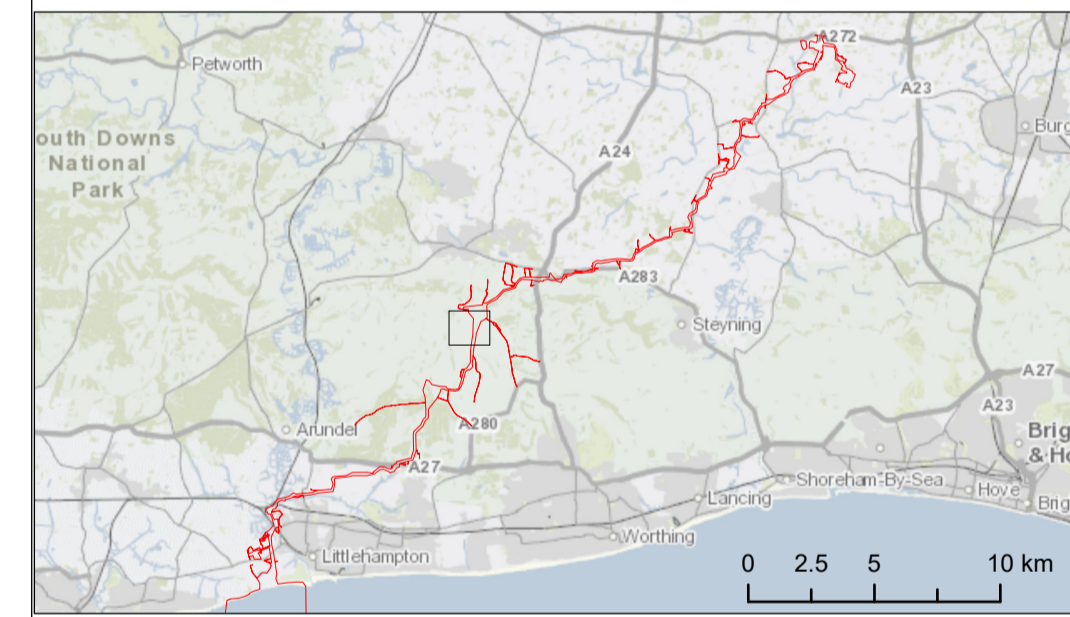 A272
Petworth
A23
Burg
outh Downs
National
Park
A24
A283
Steyning
A27
A23
Arundel
A280
Brig
& Ho
A27
Shoreham-By-Sea
Hove
Lancing
Brig
Worthing
Littlehampton
0 2.5 5 10 km